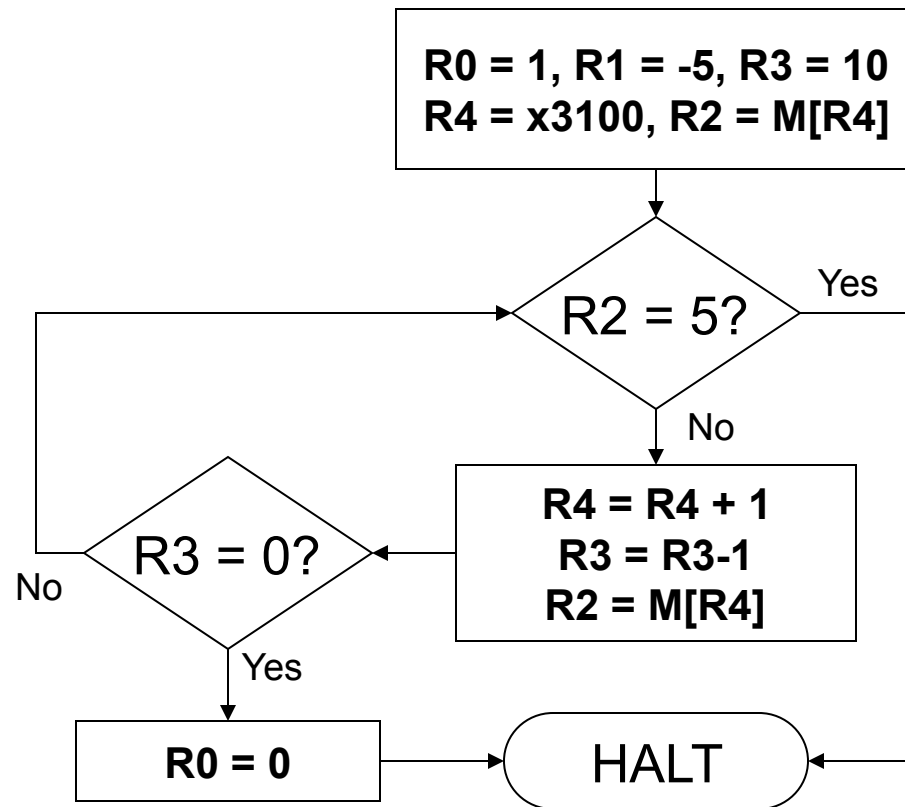 R0 = 1, R1 = -5, R3 = 10
R4 = x3100, R2 = M[R4]
R2 = 5?
Yes
No
R4 = R4 + 1
R3 = R3-1
R2 = M[R4]
R3 = 0?
No
Yes
R0 = 0
HALT